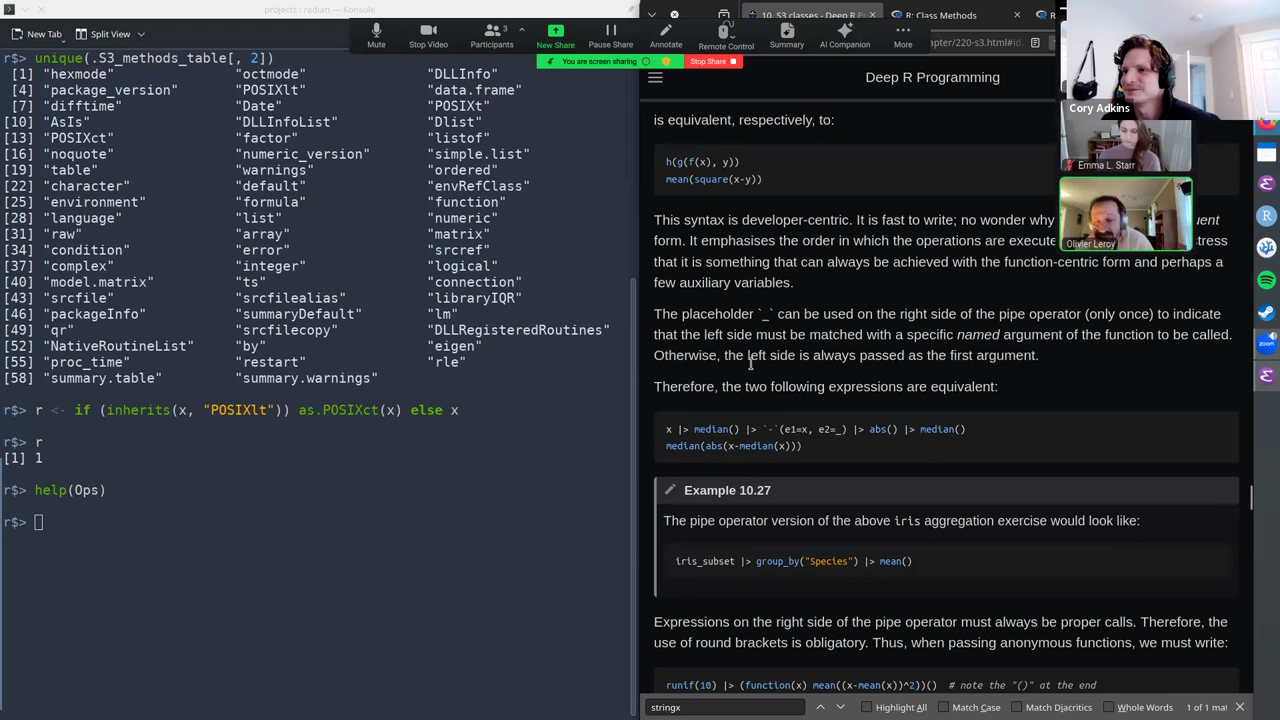 projects : radian — Konsole
New Tab
Split View
r$> unique(.S3_methods_table[, 2])
[1] "hexmode" "octmode" "DLLInfo"
[4] "package_version" "POSIXlt" "data.frame"
[7] "difftime" "Date" "POSIXt"
[10] "AsIs" "DLLInfoList" "Dlist"
[13] "POSIXct" "factor" "listof"
[16] "noquote" "numeric_version" "simple.list"
[19] "table" "warnings" "ordered"
[22] "character" "default" "envRefClass"
[25] "environment" "formula" "function"
[28] "language" "list" "numeric"
[31] "raw" "array" "matrix"
[34] "condition" "error" "srcref"
[37] "complex" "integer" "logical"
[40] "model.matrix" "ts" "connection"
[43] "srcfile" "srcfilealias" "libraryIQR"
[46] "packageInfo" "summaryDefault" "lm"
[49] "qr" "srcfilecopy" "DLLRegisteredRoutines"
[52] "NativeRoutineList" "by" "eigen"
[55] "proc_time" "restart" "rle"
[58] "summary.table" "summary.warnings"
r$> r <- if (inherits(x, "POSIXlt")) as.POSIXct(x) else x
r$> r
[1] 1
r$> help(Ops)
r$>
Mute
Stop Video
Participants 3
New Share
Pause Share
Annotate
Remote Control
Summary
AI Companion
More
You are screen sharing
Stop Share
10 S3 classes - Deep R P
R: Class Methods
apter/220-s3.html#id
Deep R Programming
Cory Adkins
Emma L. Starr
Olivier Leroy
is equivalent, respectively, to:
h(g(f(x), y))
mean(square(x-y))
This syntax is developer-centric. It is fast to write; no wonder why
form. It emphasises the order in which the operations are execute
that it is something that can always be achieved with the function-centric form and perhaps a
few auxiliary variables.
The placeholder `_` can be used on the right side of the pipe operator (only once) to indicate
that the left side must be matched with a specific named argument of the function to be called.
Otherwise, the left side is always passed as the first argument.
Therefore, the two following expressions are equivalent:
x |> median() |> `-`(e1=x, e2=_) |> abs() |> median()
median(abs(x-median(x)))
Example 10.27
The pipe operator version of the above iris aggregation exercise would look like:
iris_subset |> group_by("Species") |> mean()
Expressions on the right side of the pipe operator must always be proper calls. Therefore, the
use of round brackets is obligatory. Thus, when passing anonymous functions, we must write:
runif(10) |> (function(x) mean((x-mean(x))^2))() # note the "()" at the end
stringx
Highlight All
Match Case
Match Diacritics
Whole Words
1 of 1 mat